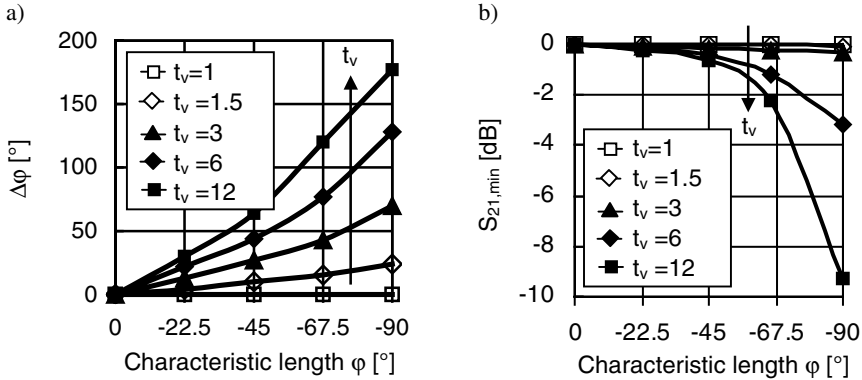 a)
200
150
100
50
0
Δφ [°]
t_v=1
t_v=1.5
t_v=3
t_v=6
t_v=12
t_v
0 -22.5 -45 -67.5 -90
Characteristic length φ [°]
b)
0
-2
-4
-6
-8
-10
S_21,min [dB]
t_v=1
t_v =1.5
t_v =3
t_v =6
t_v =12
t_v
0 -22.5 -45 -67.5 -90
Characteristic length φ [°]